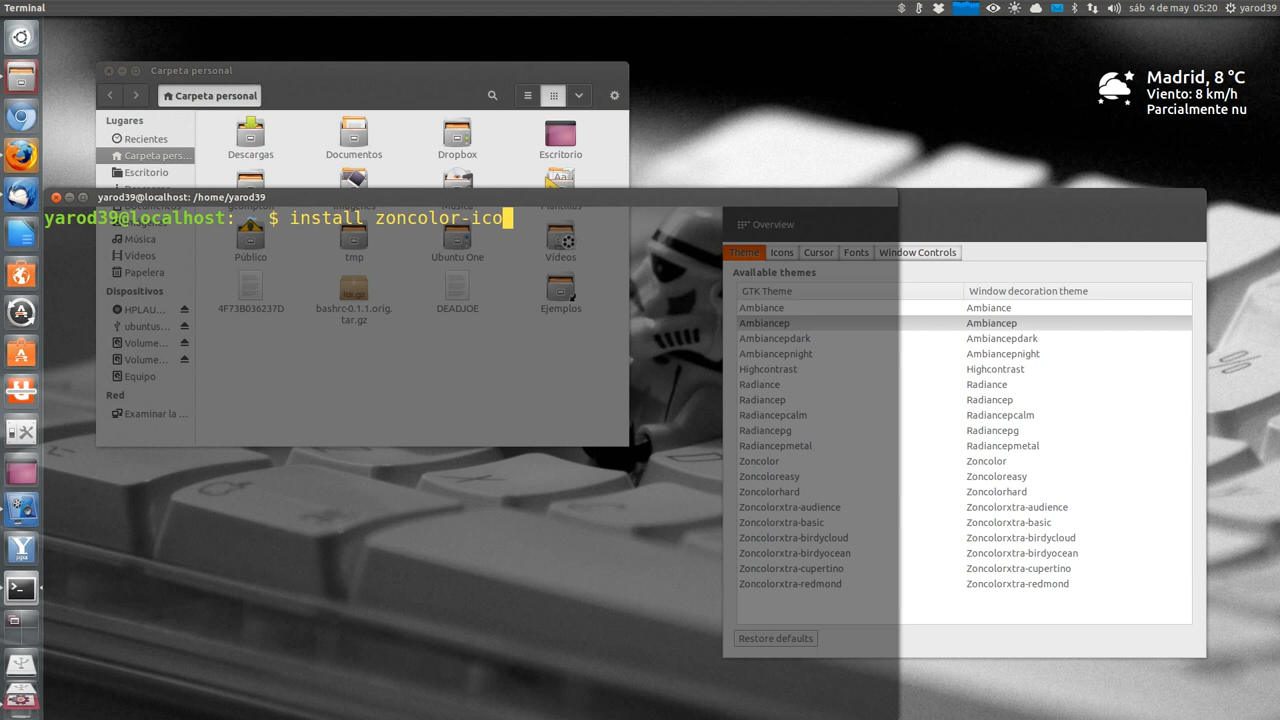 Terminal
sáb 4 de may 05:20 yarod39
Madrid, 8 °C
Viento: 8 km/h
Parcialmente nu
Carpeta personal
Carpeta personal
Lugares
Recientes
Carpeta pers...
Escritorio
Descargas
Documentos
Dropbox
Escritorio
yarod39@localhost: /home/yarod39
yarod39@localhost: ~ $ install zoncolor-ico
Música
Vídeos
Papelera
Dispositivos
HPLAU...
ubuntus...
Volume...
Volume...
Equipo
Red
Examinar la ...
Público
tmp
Ubuntu One
Vídeos
4F73B036237D
bashrc-0.1.1.orig.
tar.gz
DEADJOE
Ejemplos
Overview
Theme Icons Cursor Fonts Window Controls
Available themes
GTK Theme Window decoration theme
Ambiance Ambiance
Ambiancep Ambiancep
Ambiancepdark Ambiancepdark
Ambiancepnight Ambiancepnight
Highcontrast Highcontrast
Radiance Radiance
Radiancep Radiancep
Radiancepcalm Radiancepcalm
Radiancepg Radiancepg
Radiancepmetal Radiancepmetal
Zoncolor Zoncolor
Zoncoloreasy Zoncoloreasy
Zoncolorhard Zoncolorhard
Zoncolorxtra-audience Zoncolorxtra-audience
Zoncolorxtra-basic Zoncolorxtra-basic
Zoncolorxtra-birdycloud Zoncolorxtra-birdycloud
Zoncolorxtra-birdyocean Zoncolorxtra-birdyocean
Zoncolorxtra-cupertino Zoncolorxtra-cupertino
Zoncolorxtra-redmond Zoncolorxtra-redmond
Restore defaults